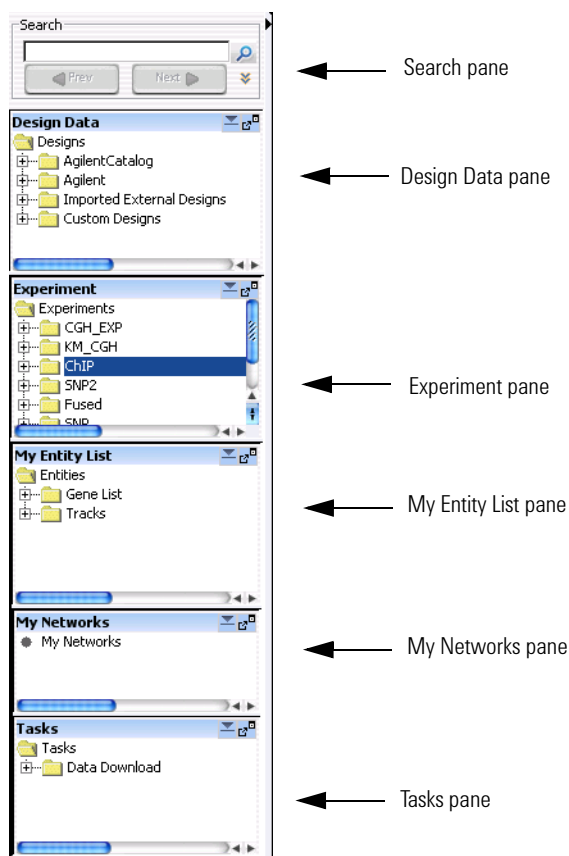 Search
Prev
Next
Search pane
Design Data
Designs
AgilentCatalog
Agilent
Imported External Designs
Custom Designs
Design Data pane
Experiment
Experiments
CGH_EXP
KM_CGH
ChIP
SNP2
Fused
SNP
Experiment pane
My Entity List
Entities
Gene List
Tracks
My Entity List pane
My Networks
My Networks
My Networks pane
Tasks
Tasks
Data Download
Tasks pane